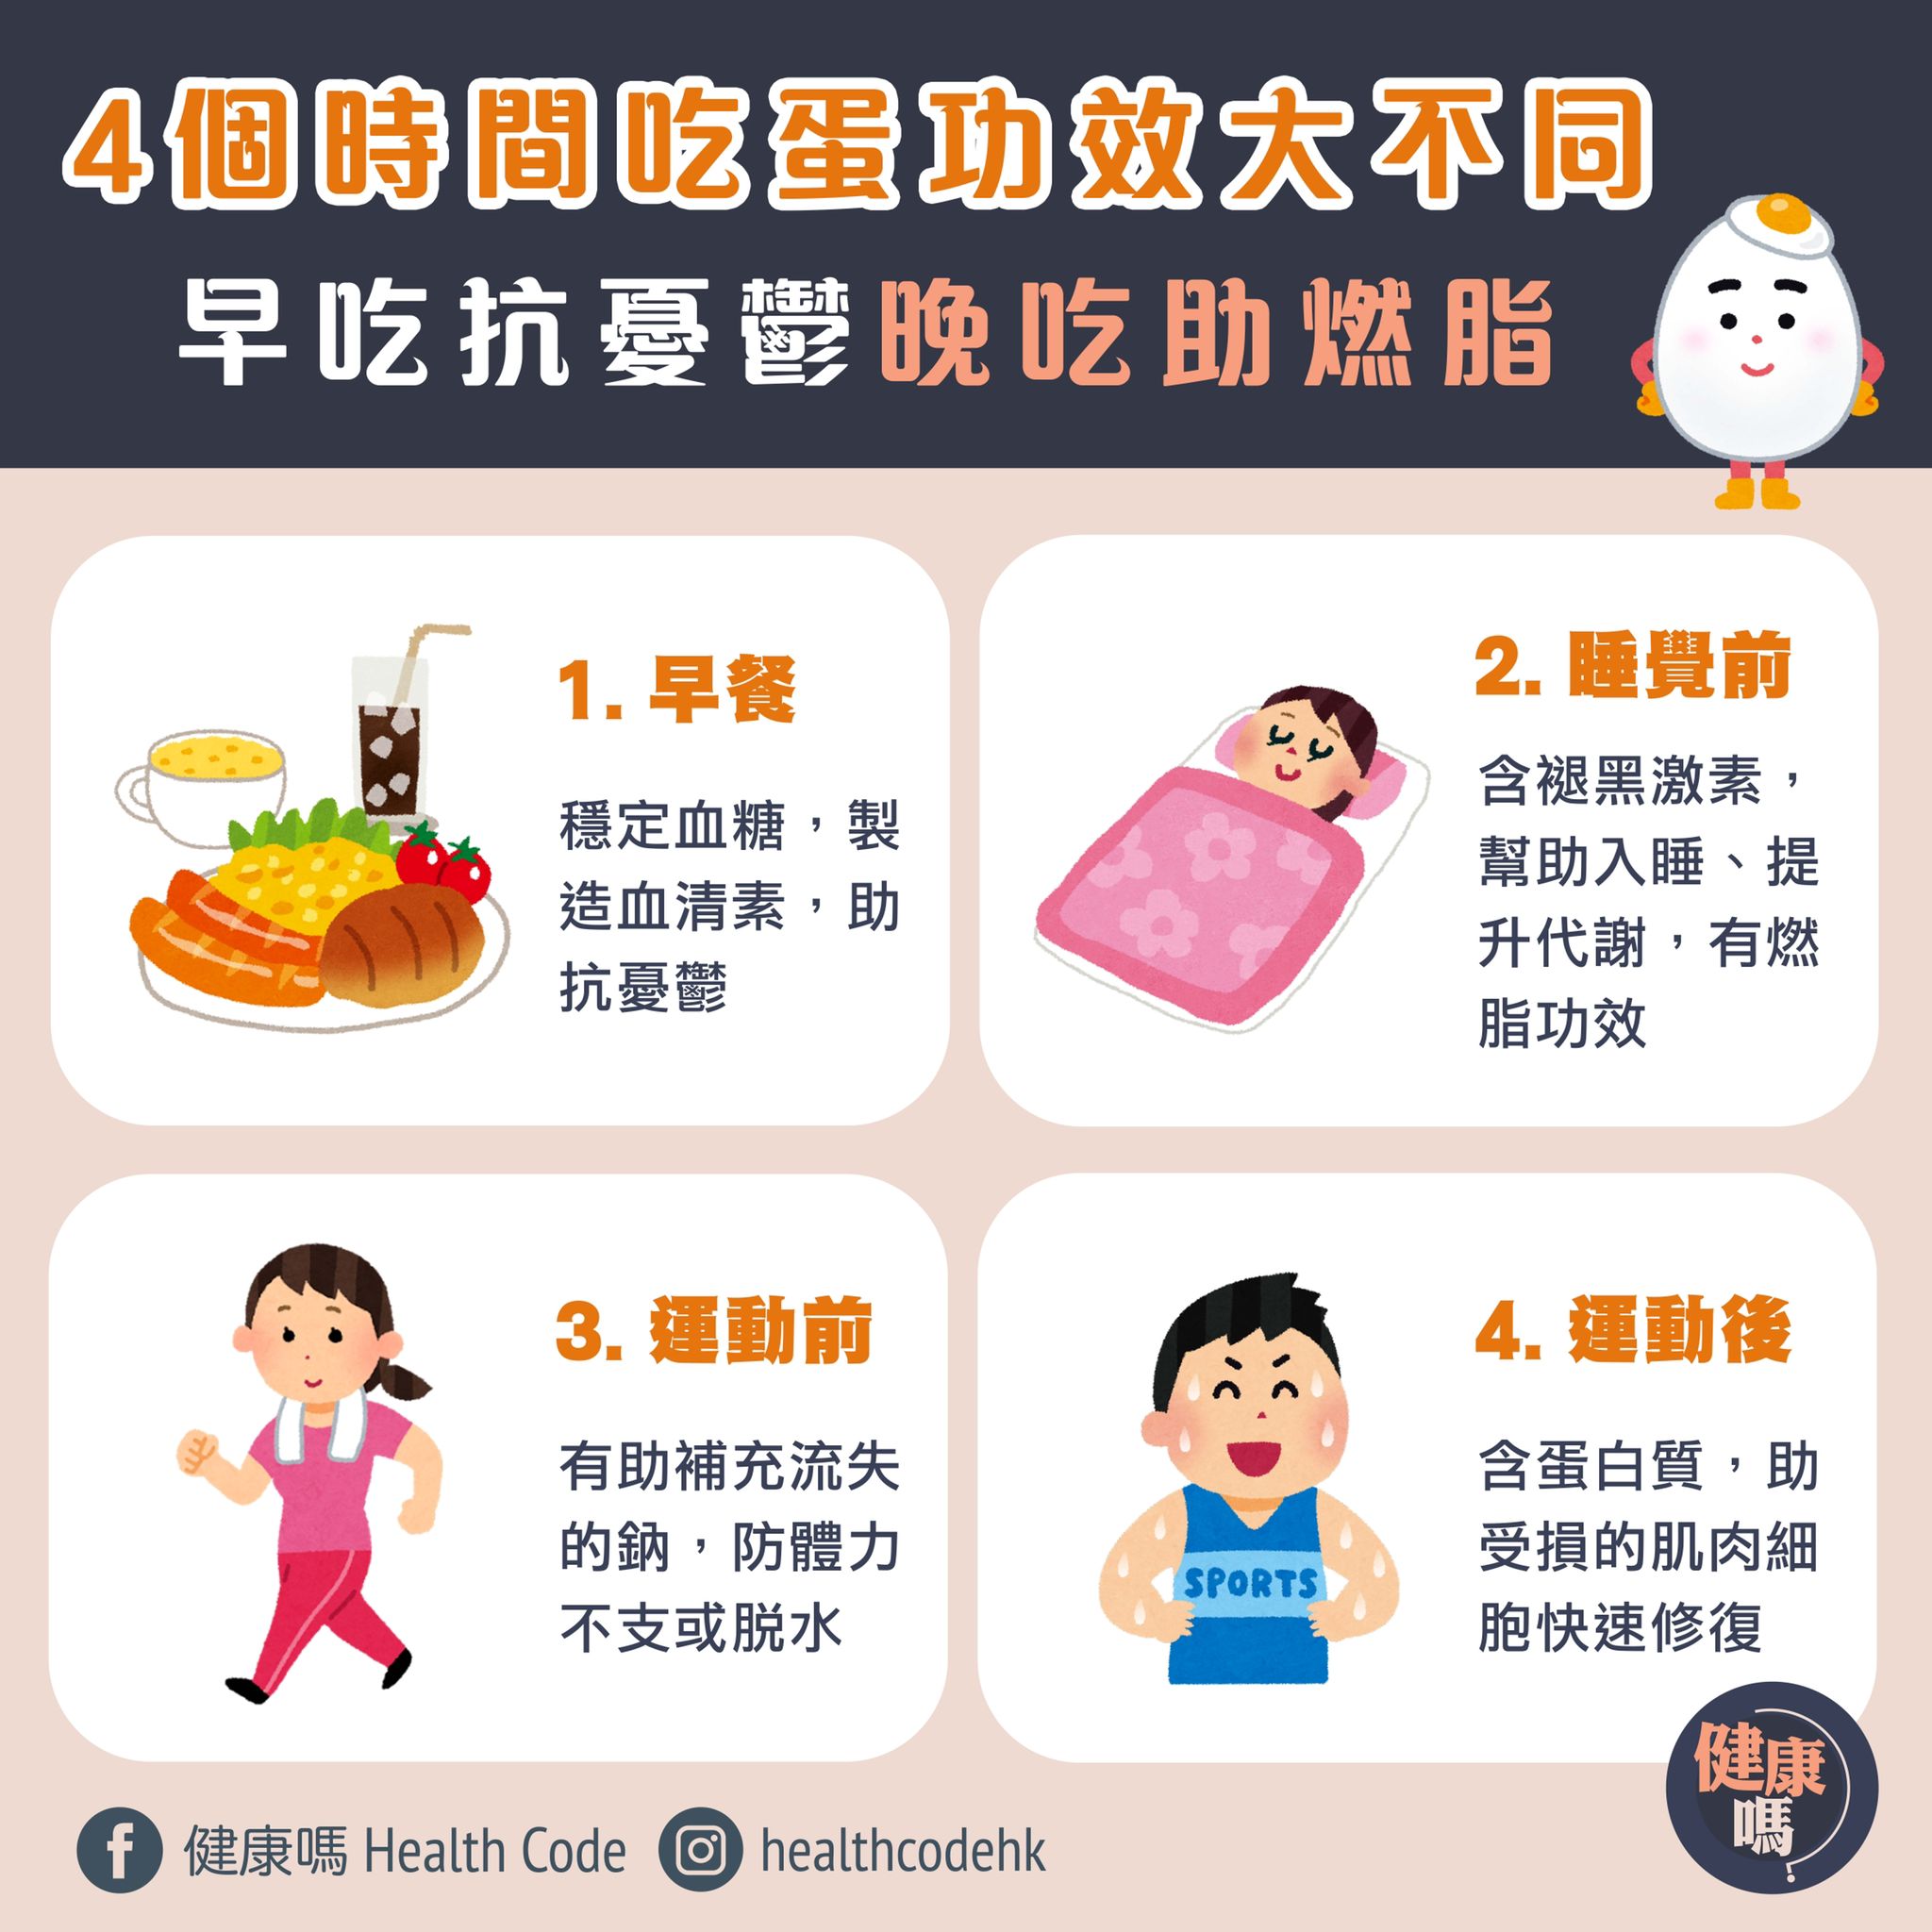 4個時間吃蛋功效大不同
早吃抗憂鬱晚吃助燃脂
1. 早餐
穩定血糖，製
造血清素，助
抗憂鬱
2. 睡覺前
含褪黑激素，
幫助入睡、提
升代謝，有燃
脂功效
3. 運動前
有助補充流失
的鈉，防體力
不支或脱水
4. 運動後
含蛋白質，助
受損的肌肉細
胞快速修復
SPORTS
健康嗎 Health Code
healthcodehk
健康
嗎
?